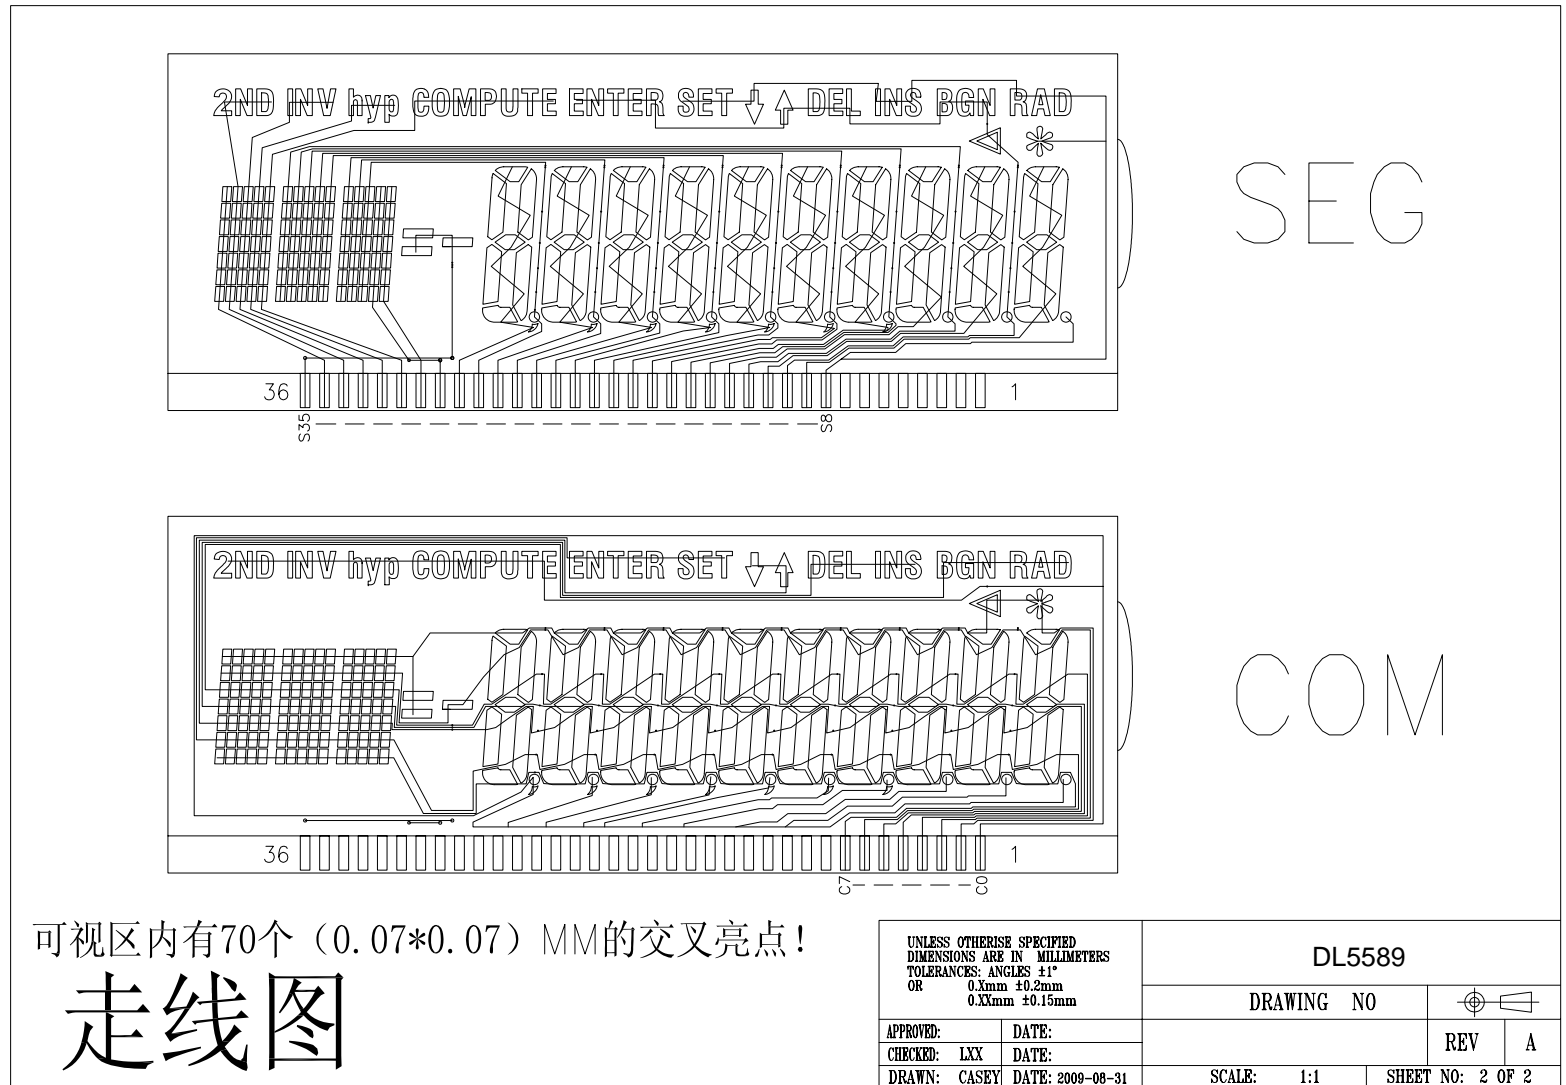 2ND INV hyp COMPUTE ENTER SET DEL INS BGN RAD
SEG
36 1
S35 S8
2ND INV hyp COMPUTE ENTER SET DEL INS BGN RAD
COM
36 1
C7 C0
可视区内有70个（0.07*0.07）MM的交叉亮点！
走线图
UNLESS OTHERISE SPECIFIED
DIMENSIONS ARE IN MILLIMETERS
TOLERANCES: ANGLES ±1°
OR 0.Xmm ±0.2mm
0.XXmm ±0.15mm
DL5589
DRAWING NO
APPROVED: DATE:
REV A
CHECKED: LXX DATE:
DRAWN: CASEY DATE: 2009-08-31
SCALE: 1:1 SHEET NO: 2 OF 2